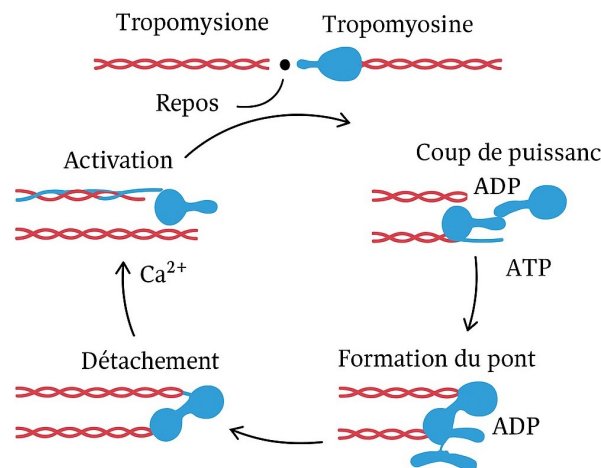 Tropomysione
Tropomyosine
Repos
Activation
Coup de puissanc
ADP
ATP
Ca²⁺
Détachement
Formation du pont
ADP